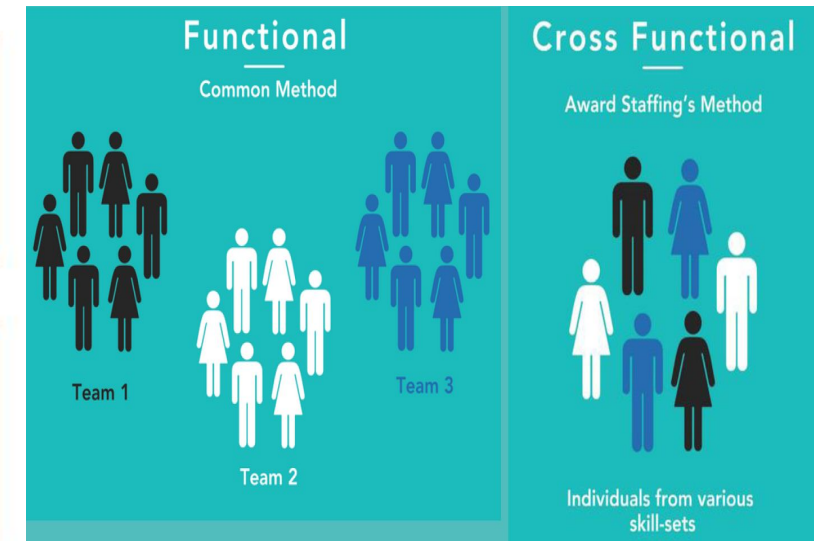 Functional
Common Method
Team 1
Team 2
Team 3
Cross Functional
Award Staffing's Method
Individuals from various
skill-sets